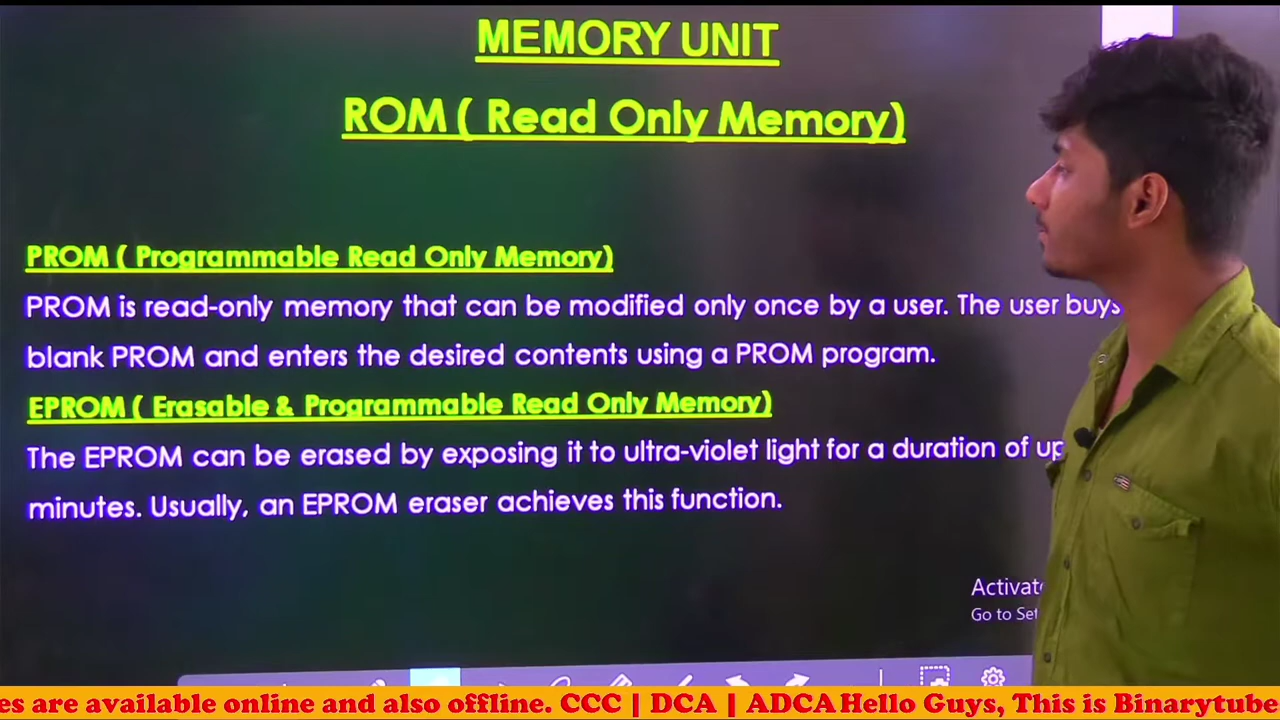 MEMORY UNIT
ROM ( Read Only Memory)
PROM ( Programmable Read Only Memory)
PROM is read-only memory that can be modified only once by a user. The user buys
blank PROM and enters the desired contents using a PROM program.
EPROM ( Erasable & Programmable Read Only Memory)
The EPROM can be erased by exposing it to ultra-violet light for a duration of up
minutes. Usually, an EPROM eraser achieves this function.
Activate
Go to Set
es are available online and also offline. CCC | DCA | ADCA Hello Guys, This is Binarytube